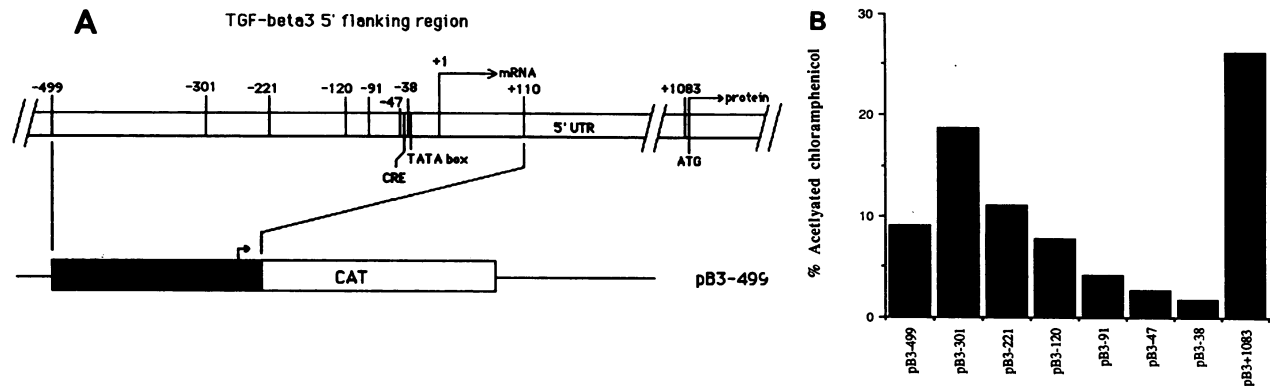 A
TGF-beta3 5' flanking region
-499
-301
-221
-120
-91
-47
-38
+1
mRNA
+110
+1083
protein
5' UTR
TATA box
CRE
ATG
CAT
pB3-499
B
% Acetlyated chloramphenicol
30
20
10
0
pB3-499
pB3-301
pB3-221
pB3-120
pB3-91
pB3-47
pB3-38
pB3+1083